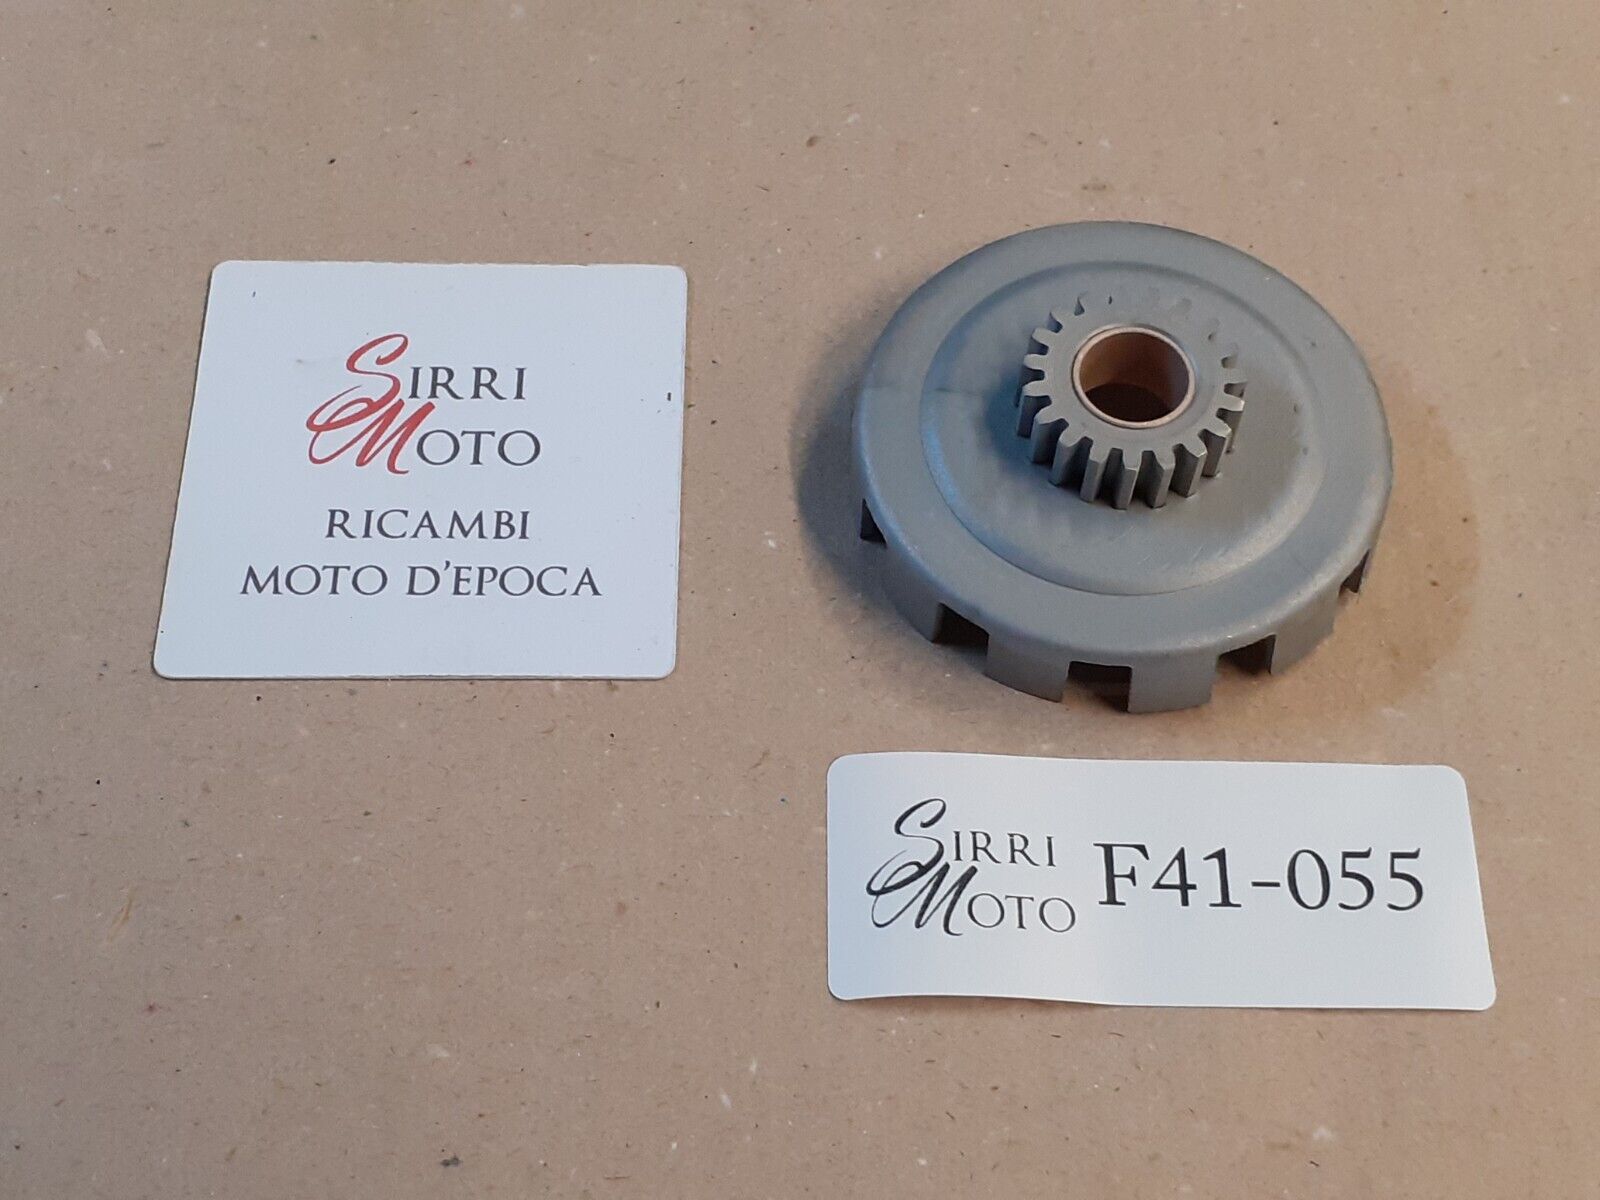 SIRRI
MOTO
RICAMBI
MOTO D'EPOCA
SIRRI
MOTO
F41-055